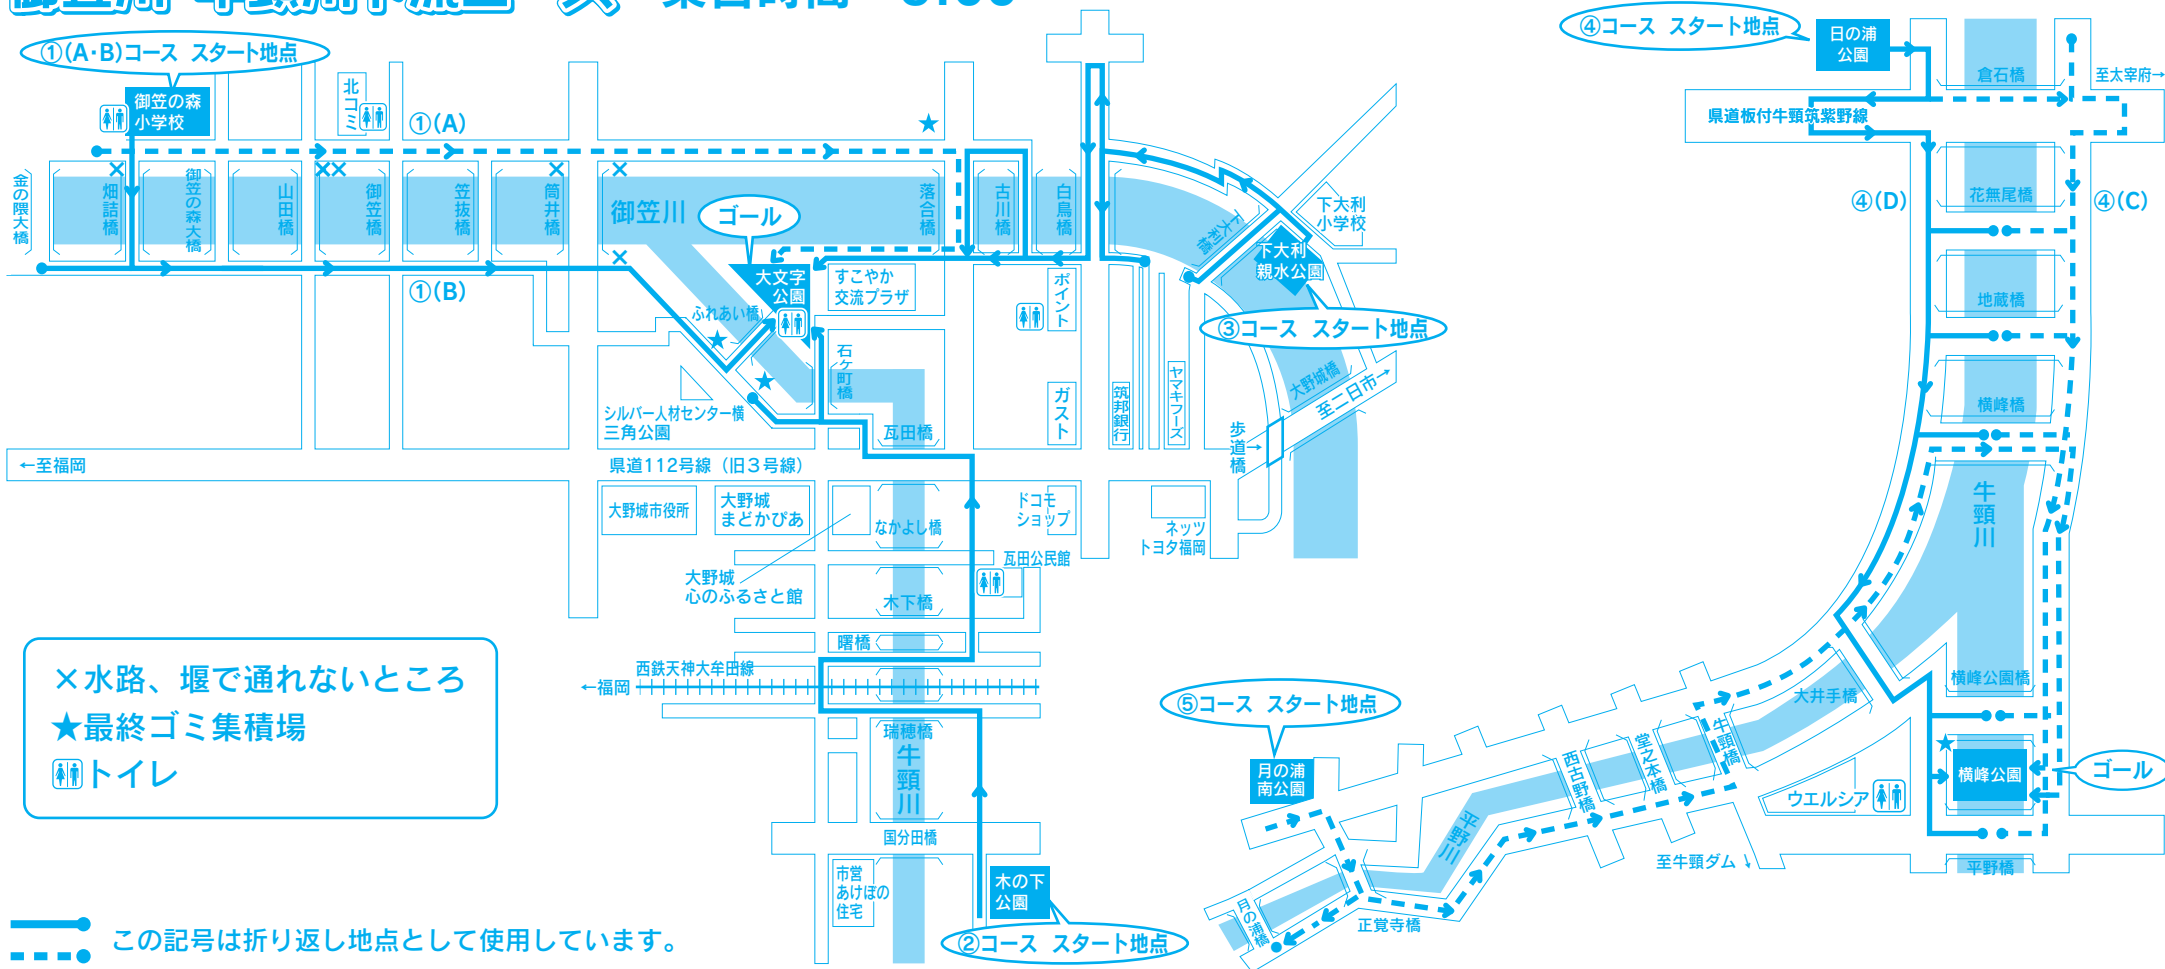 ①(A・B)コース スタート地点
御笠の森
小学校
北コミ
①(A)
金の隈大橋
畑詰橋
御笠の森大橋
山田橋
御笠橋
笠抜橋
筒井橋
御笠川
落合橋
古川橋
白鳥橋
下大利橋
下大利
小学校
ゴール
大文字
公園
すこやか
交流プラザ
ポイント
下大利
親水公園
③コース スタート地点
①(B)
ふれあい橋
石ヶ町橋
シルバー人材センター横
三角公園
瓦田橋
ガスト
筑邦銀行
ヤマキフーズ
大野城橋
至二日市→
歩道橋→
←至福岡
県道112号線（旧3号線）
大野城市役所
大野城
まどかぴあ
なかよし橋
ドコモ
ショップ
ネッツ
トヨタ福岡
大野城
心のふるさと館
瓦田公民館
木下橋
曙橋
西鉄天神大牟田線
←福岡
瑞穂橋
牛頸川
国分田橋
市営
あけぼの
住宅
木の下
公園
②コース スタート地点
×水路、堰で通れないところ
★最終ゴミ集積場
トイレ
この記号は折り返し地点として使用しています。
④コース スタート地点
日の浦
公園
倉石橋
至太宰府→
県道板付牛頸筑紫野線
④(D)
花無尾橋
④(C)
地蔵橋
横峰橋
牛頸川
横峰公園橋
大井手橋
牛頸橋
堂之本橋
西古野橋
⑤コース スタート地点
月の浦
南公園
平野川
ウエルシア
横峰公園
ゴール
至牛頸ダム↓
平野橋
正覚寺橋
月の浦橋